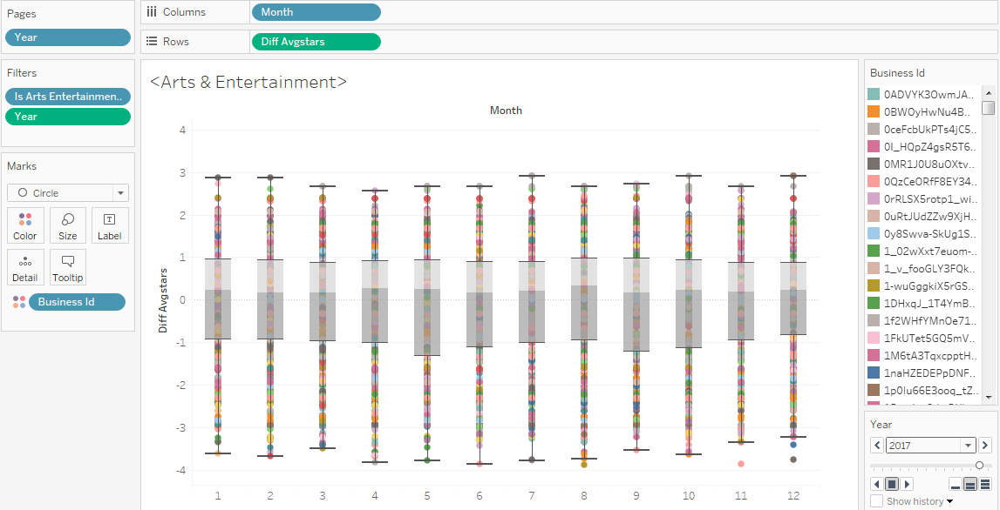 Pages
Year
Filters
Is Arts Entertainmen..
Year
Marks
Circle
Color
Size
Label
Detail
Tooltip
Business Id
Columns
Month
Rows
Diff Avgstars
<Arts & Entertainment>
Month
Diff Avgstars
4
3
2
1
0
-1
-2
-3
-4
1 2 3 4 5 6 7 8 9 10 11 12
Business Id
0ADVYK3OwmJA..
0BWOyHwNu4B..
0ceFcbUkPTs4jC5..
0I_HQpZ4gsR5T6..
0MR1J0U8uOXtv..
0QzCeORfF8EY34..
0rRLSX5rotp1_wi..
0uRtJUdZZw9XjH..
0y8Swva-SkUg1S..
1_02wXxt7euom-..
1_v_fooGLY3FQk..
1-wuGggkiX5rGS..
1DHxqJ_1T4YmB..
1f2WHfYMnOe71..
1FkUTet5GQ5mV..
1M6tA3TqxcpptH..
1naHZEDEPpDNF..
1p0Iu66E3ooq_tZ..
Year
2017
Show history